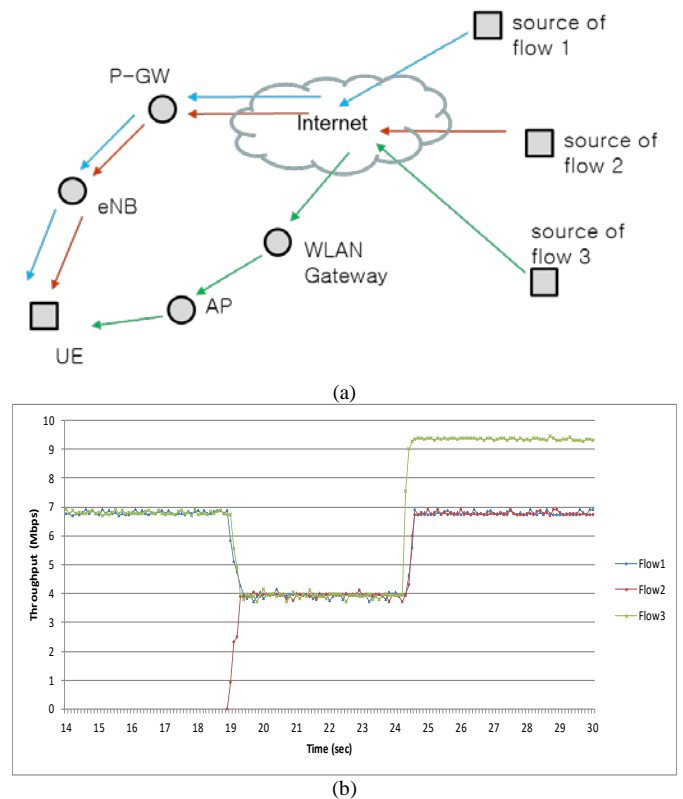 source of
flow 1
P-GW
Internet
source of
flow 2
eNB
source of
flow 3
WLAN
Gateway
AP
UE
(a)
10
9
8
7
6
5
4
3
2
1
0
Throughput (Mbps)
14 15 16 17 18 19 20 21 22 23 24 25 26 27 28 29 30
Time (sec)
Flow1
Flow2
Flow3
(b)